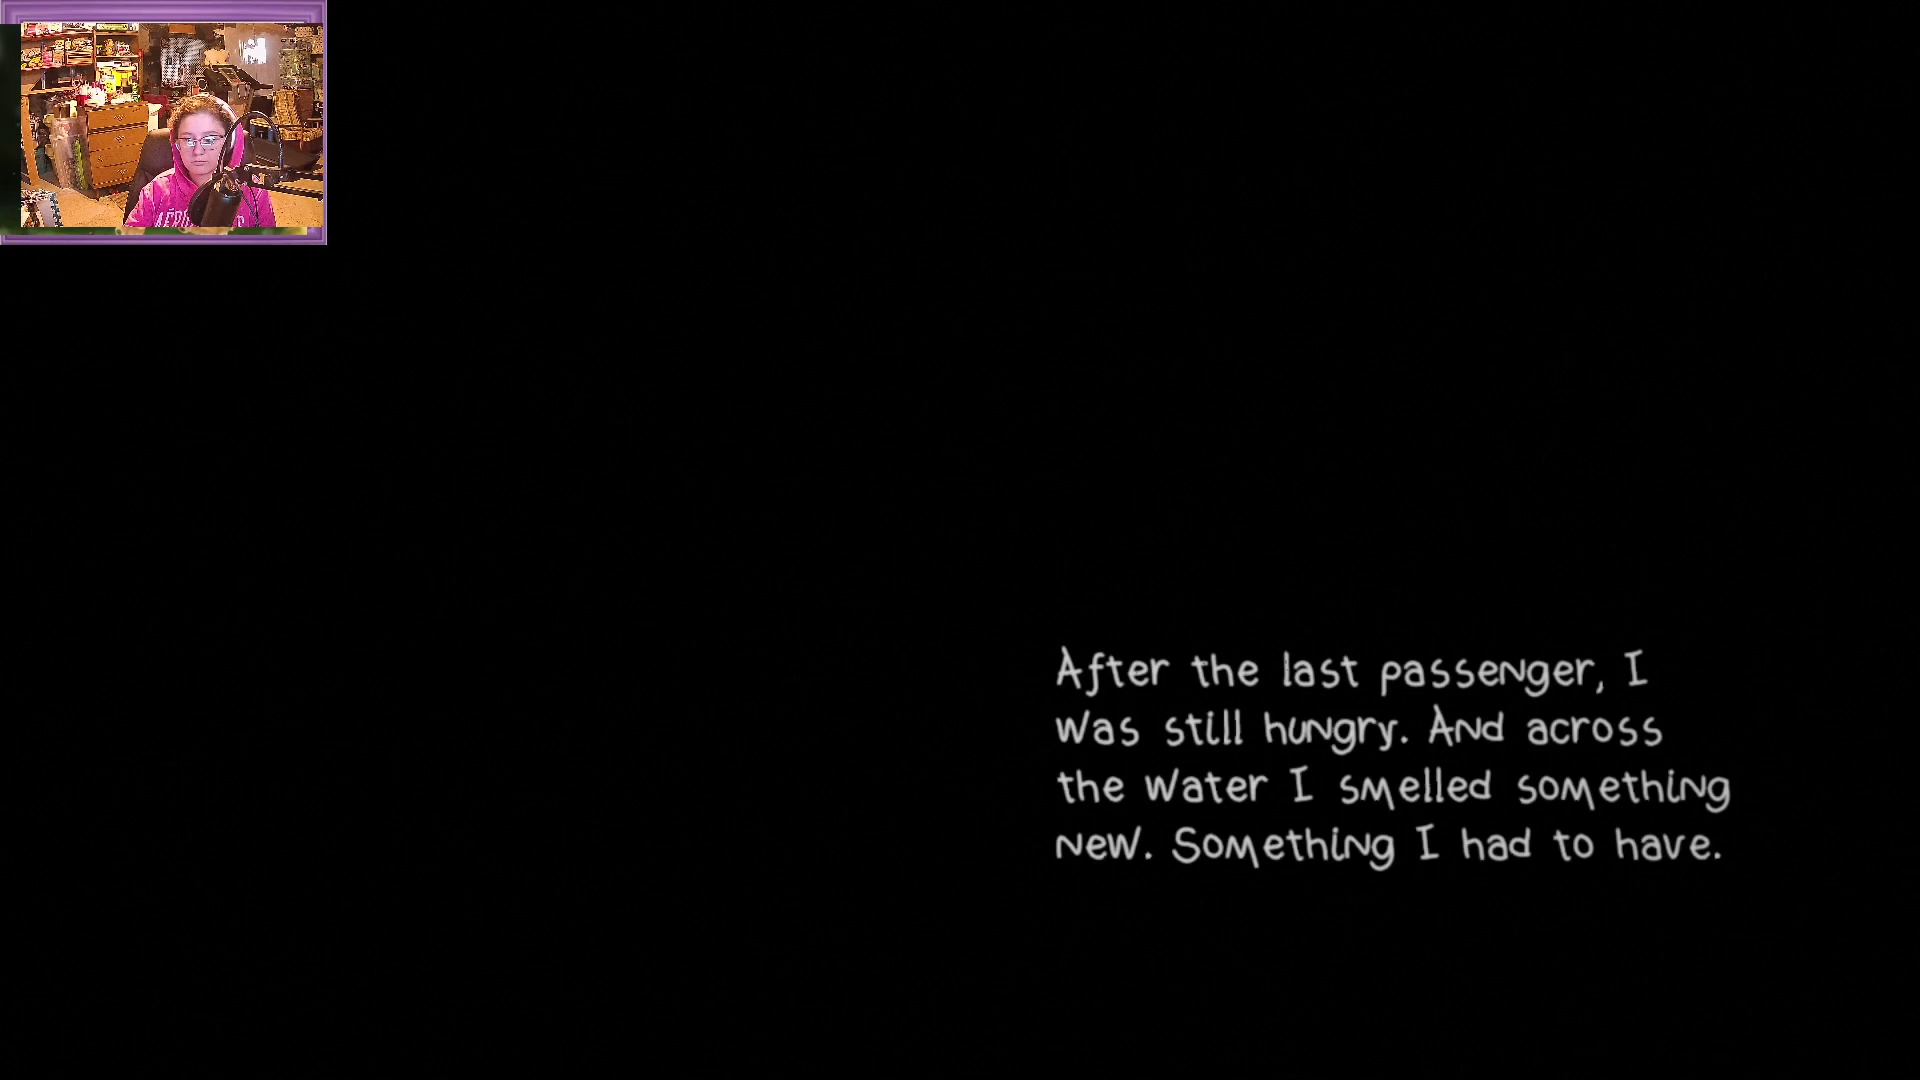 After the last passenger, I
was still hungry. And across
the water I smelled something
new. Something I had to have.